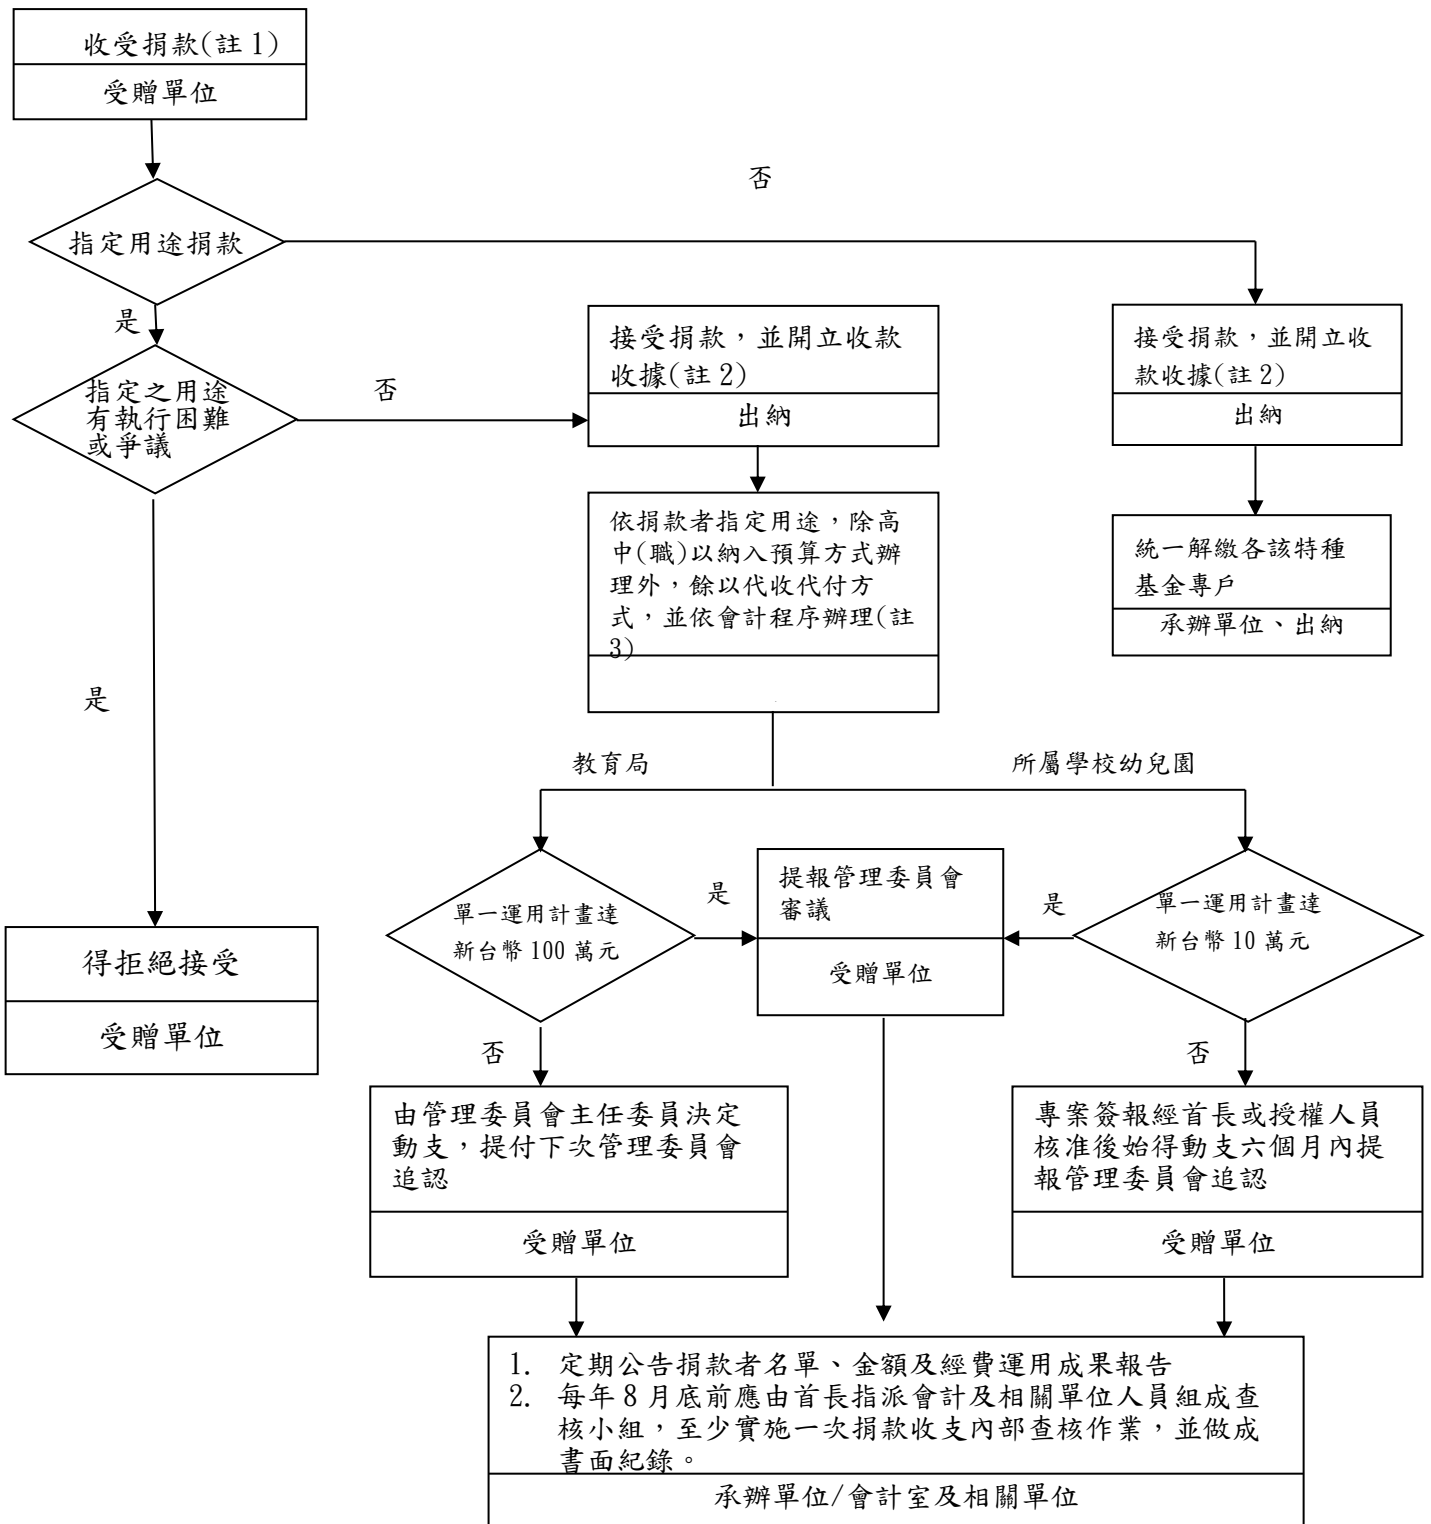 收受捐款(註1)
受贈單位
否
指定用途捐款
是
指定之用途
有執行困難
或爭議
否
接受捐款，並開立收款
收據(註2)
出納
接受捐款，並開立收
款收據(註2)
出納
依捐款者指定用途，除高
中(職)以納入預算方式辦
理外，餘以代收代付方
式，並依會計程序辦理(註
3)
統一解繳各該特種
基金專戶
承辦單位、出納
是
教育局
所屬學校幼兒園
單一運用計畫達
新台幣100萬元
是
提報管理委員會
審議
受贈單位
是
單一運用計畫達
新台幣10萬元
得拒絕接受
受贈單位
否
否
由管理委員會主任委員決定
動支，提付下次管理委員會
追認
受贈單位
專案簽報經首長或授權人員
核准後始得動支六個月內提
報管理委員會追認
受贈單位
1. 定期公告捐款者名單、金額及經費運用成果報告
2. 每年8月底前應由首長指派會計及相關單位人員組成查
核小組，至少實施一次捐款收支內部查核作業，並做成
書面紀錄。
承辦單位/會計室及相關單位